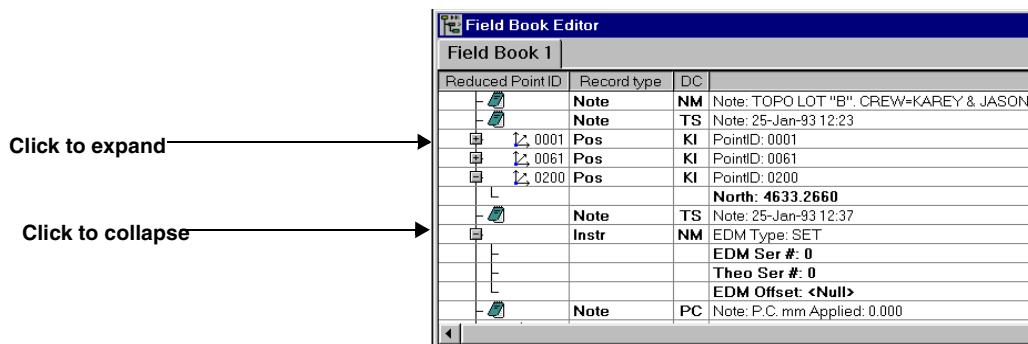 Field Book Editor
Field Book 1
Reduced Point ID Record type DC
Note NM Note: TOPO LOT "B". CREW=KAREY & JASON
Note TS Note: 25-Jan-93 12:23
Click to expand
0001 Pos KI PointID: 0001
0061 Pos KI PointID: 0061
0200 Pos KI PointID: 0200
North: 4633.2660
Note TS Note: 25-Jan-93 12:37
Click to collapse
Instr NM EDM Type: SET
EDM Ser #: 0
Theo Ser #: 0
EDM Offset: <Null>
Note PC Note: P.C. mm Applied: 0.000